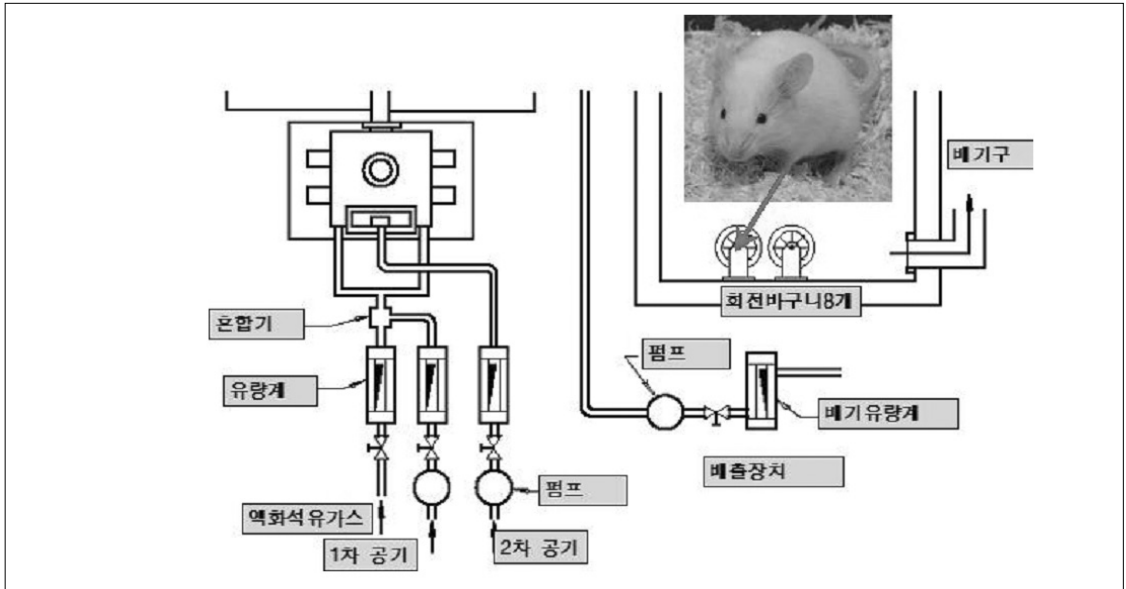 배기구
회전바구니8개
혼합기
펌프
유량계
배기유량계
배출장치
펌프
액화석유가스
1차 공기
2차 공기